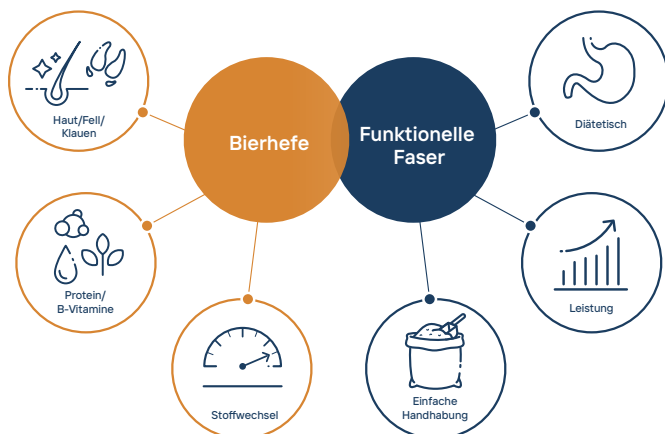 Haut/Fell/
Klauen
Bierhefe
Funktionelle
Faser
Diätetisch
Protein/
B-Vitamine
Leistung
Stoffwechsel
Einfache
Handhabung